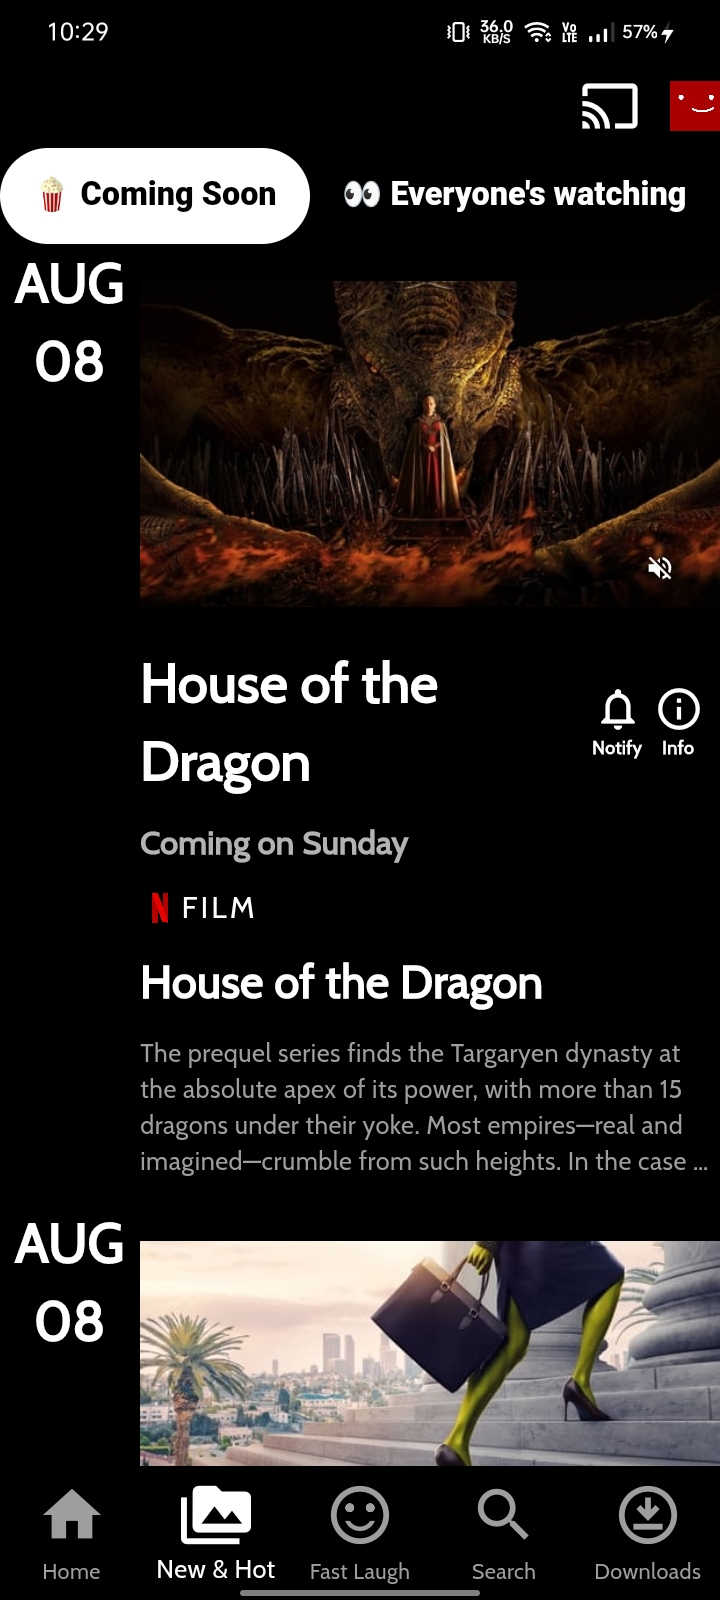 10:29
36.0
KB/S
Vo
LTE
57%
🍿 Coming Soon
👀 Everyone's watching
AUG
08
House of the
Dragon
Notify
Info
Coming on Sunday
N FILM
House of the Dragon
The prequel series finds the Targaryen dynasty at
the absolute apex of its power, with more than 15
dragons under their yoke. Most empires—real and
imagined—crumble from such heights. In the case ...
AUG
08
Home
New & Hot
Fast Laugh
Search
Downloads